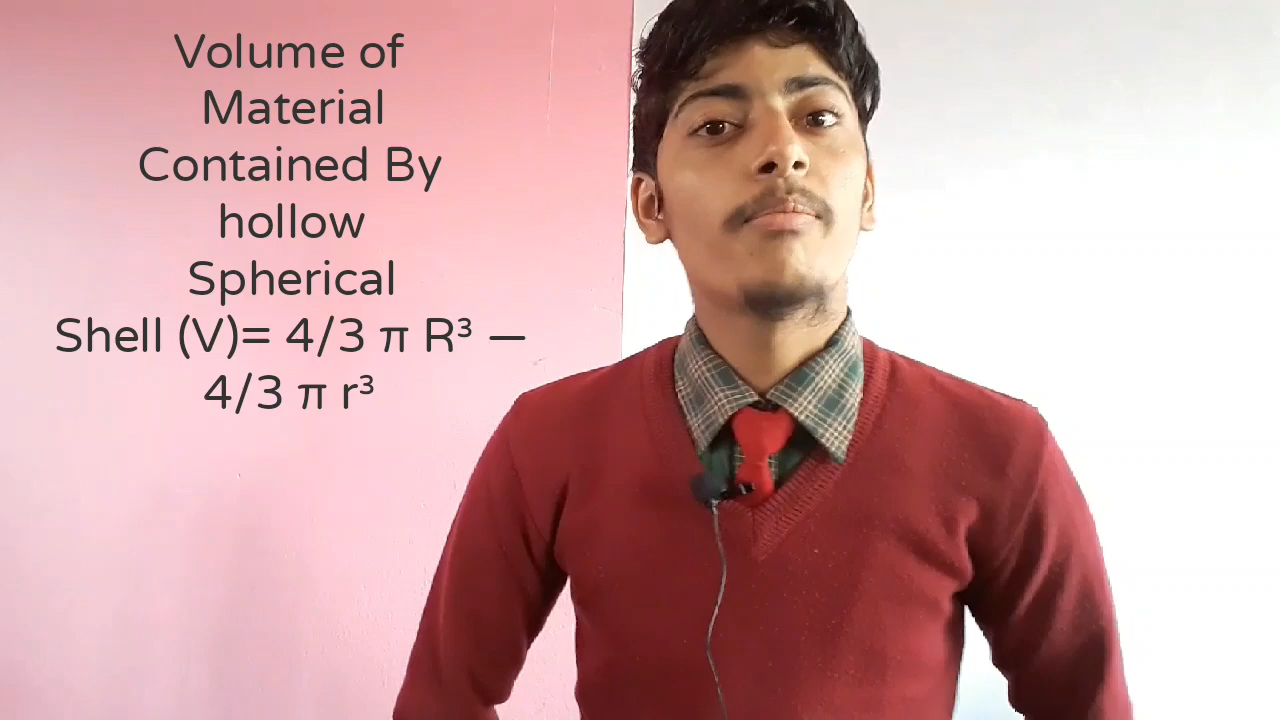 Volume of
Material
Contained By
hollow
Spherical
Shell (V)= 4/3 π R³ –
4/3 π r³